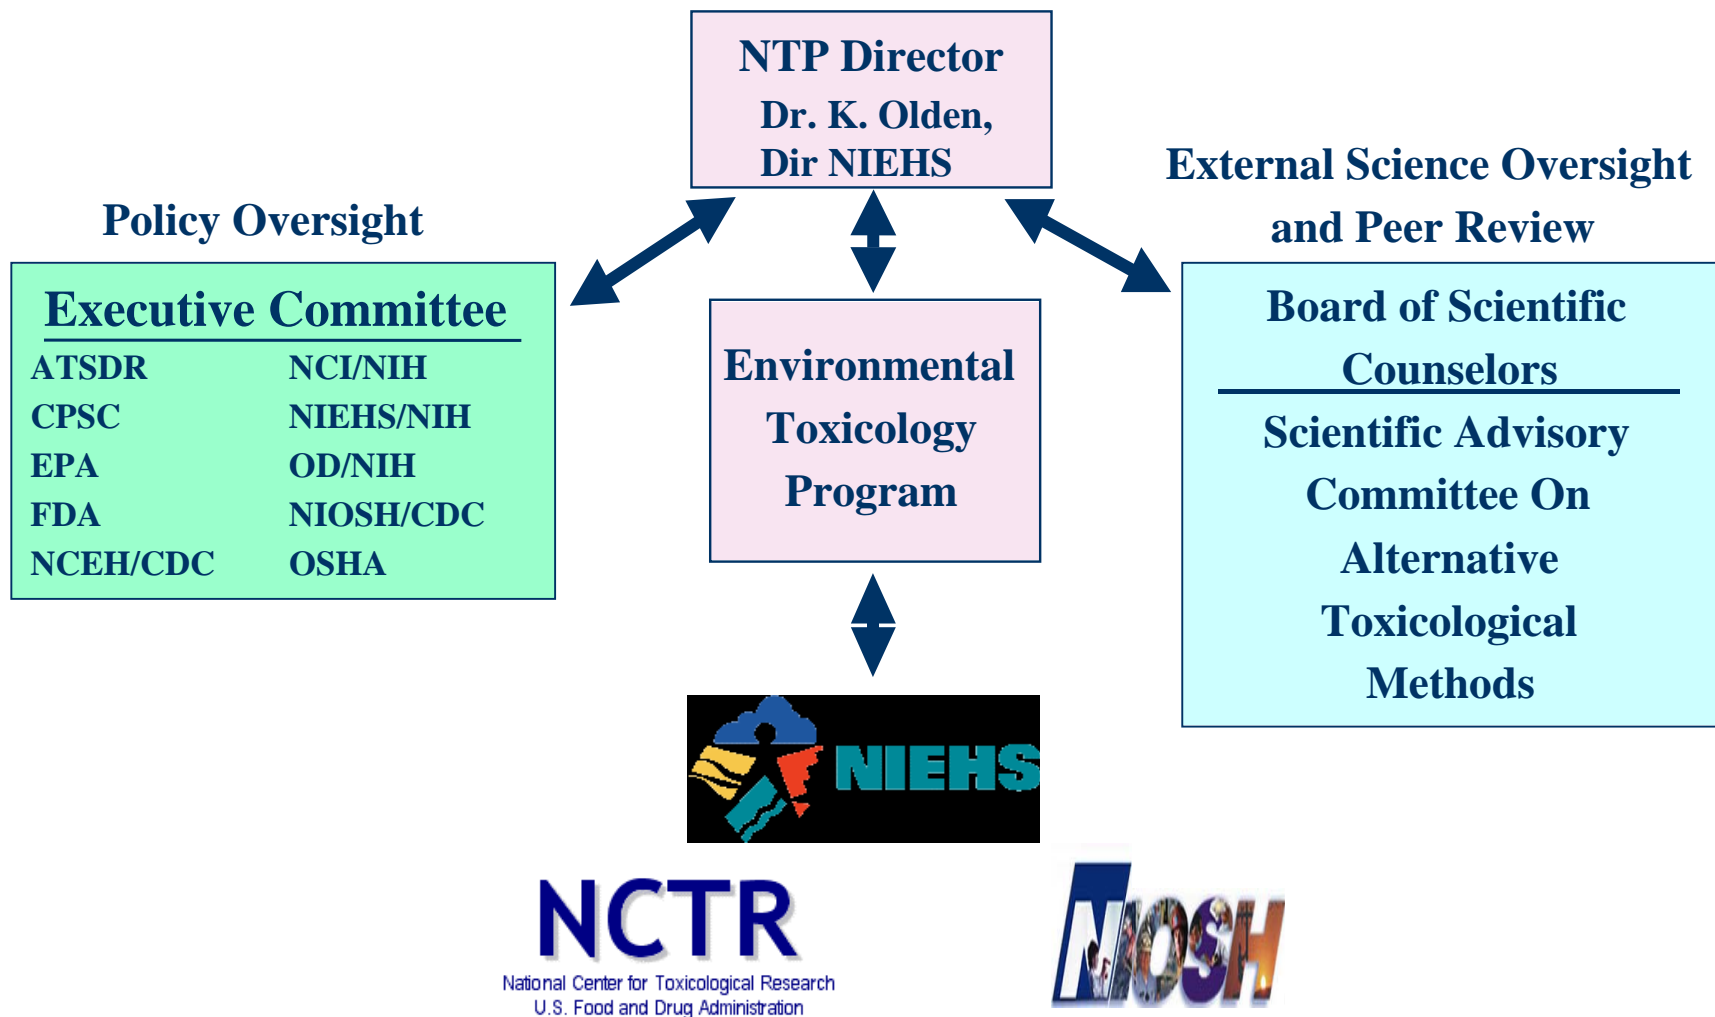 NTP Director
Dr. K. Olden,
Dir NIEHS
Policy Oversight
Executive Committee
ATSDR NCI/NIH
CPSC NIEHS/NIH
EPA OD/NIH
FDA NIOSH/CDC
NCEH/CDC OSHA
Environmental
Toxicology
Program
External Science Oversight
and Peer Review
Board of Scientific
Counselors
Scientific Advisory
Committee On
Alternative
Toxicological
Methods
NIEHS
NCTR
National Center for Toxicological Research
U.S. Food and Drug Administration
NIOSH